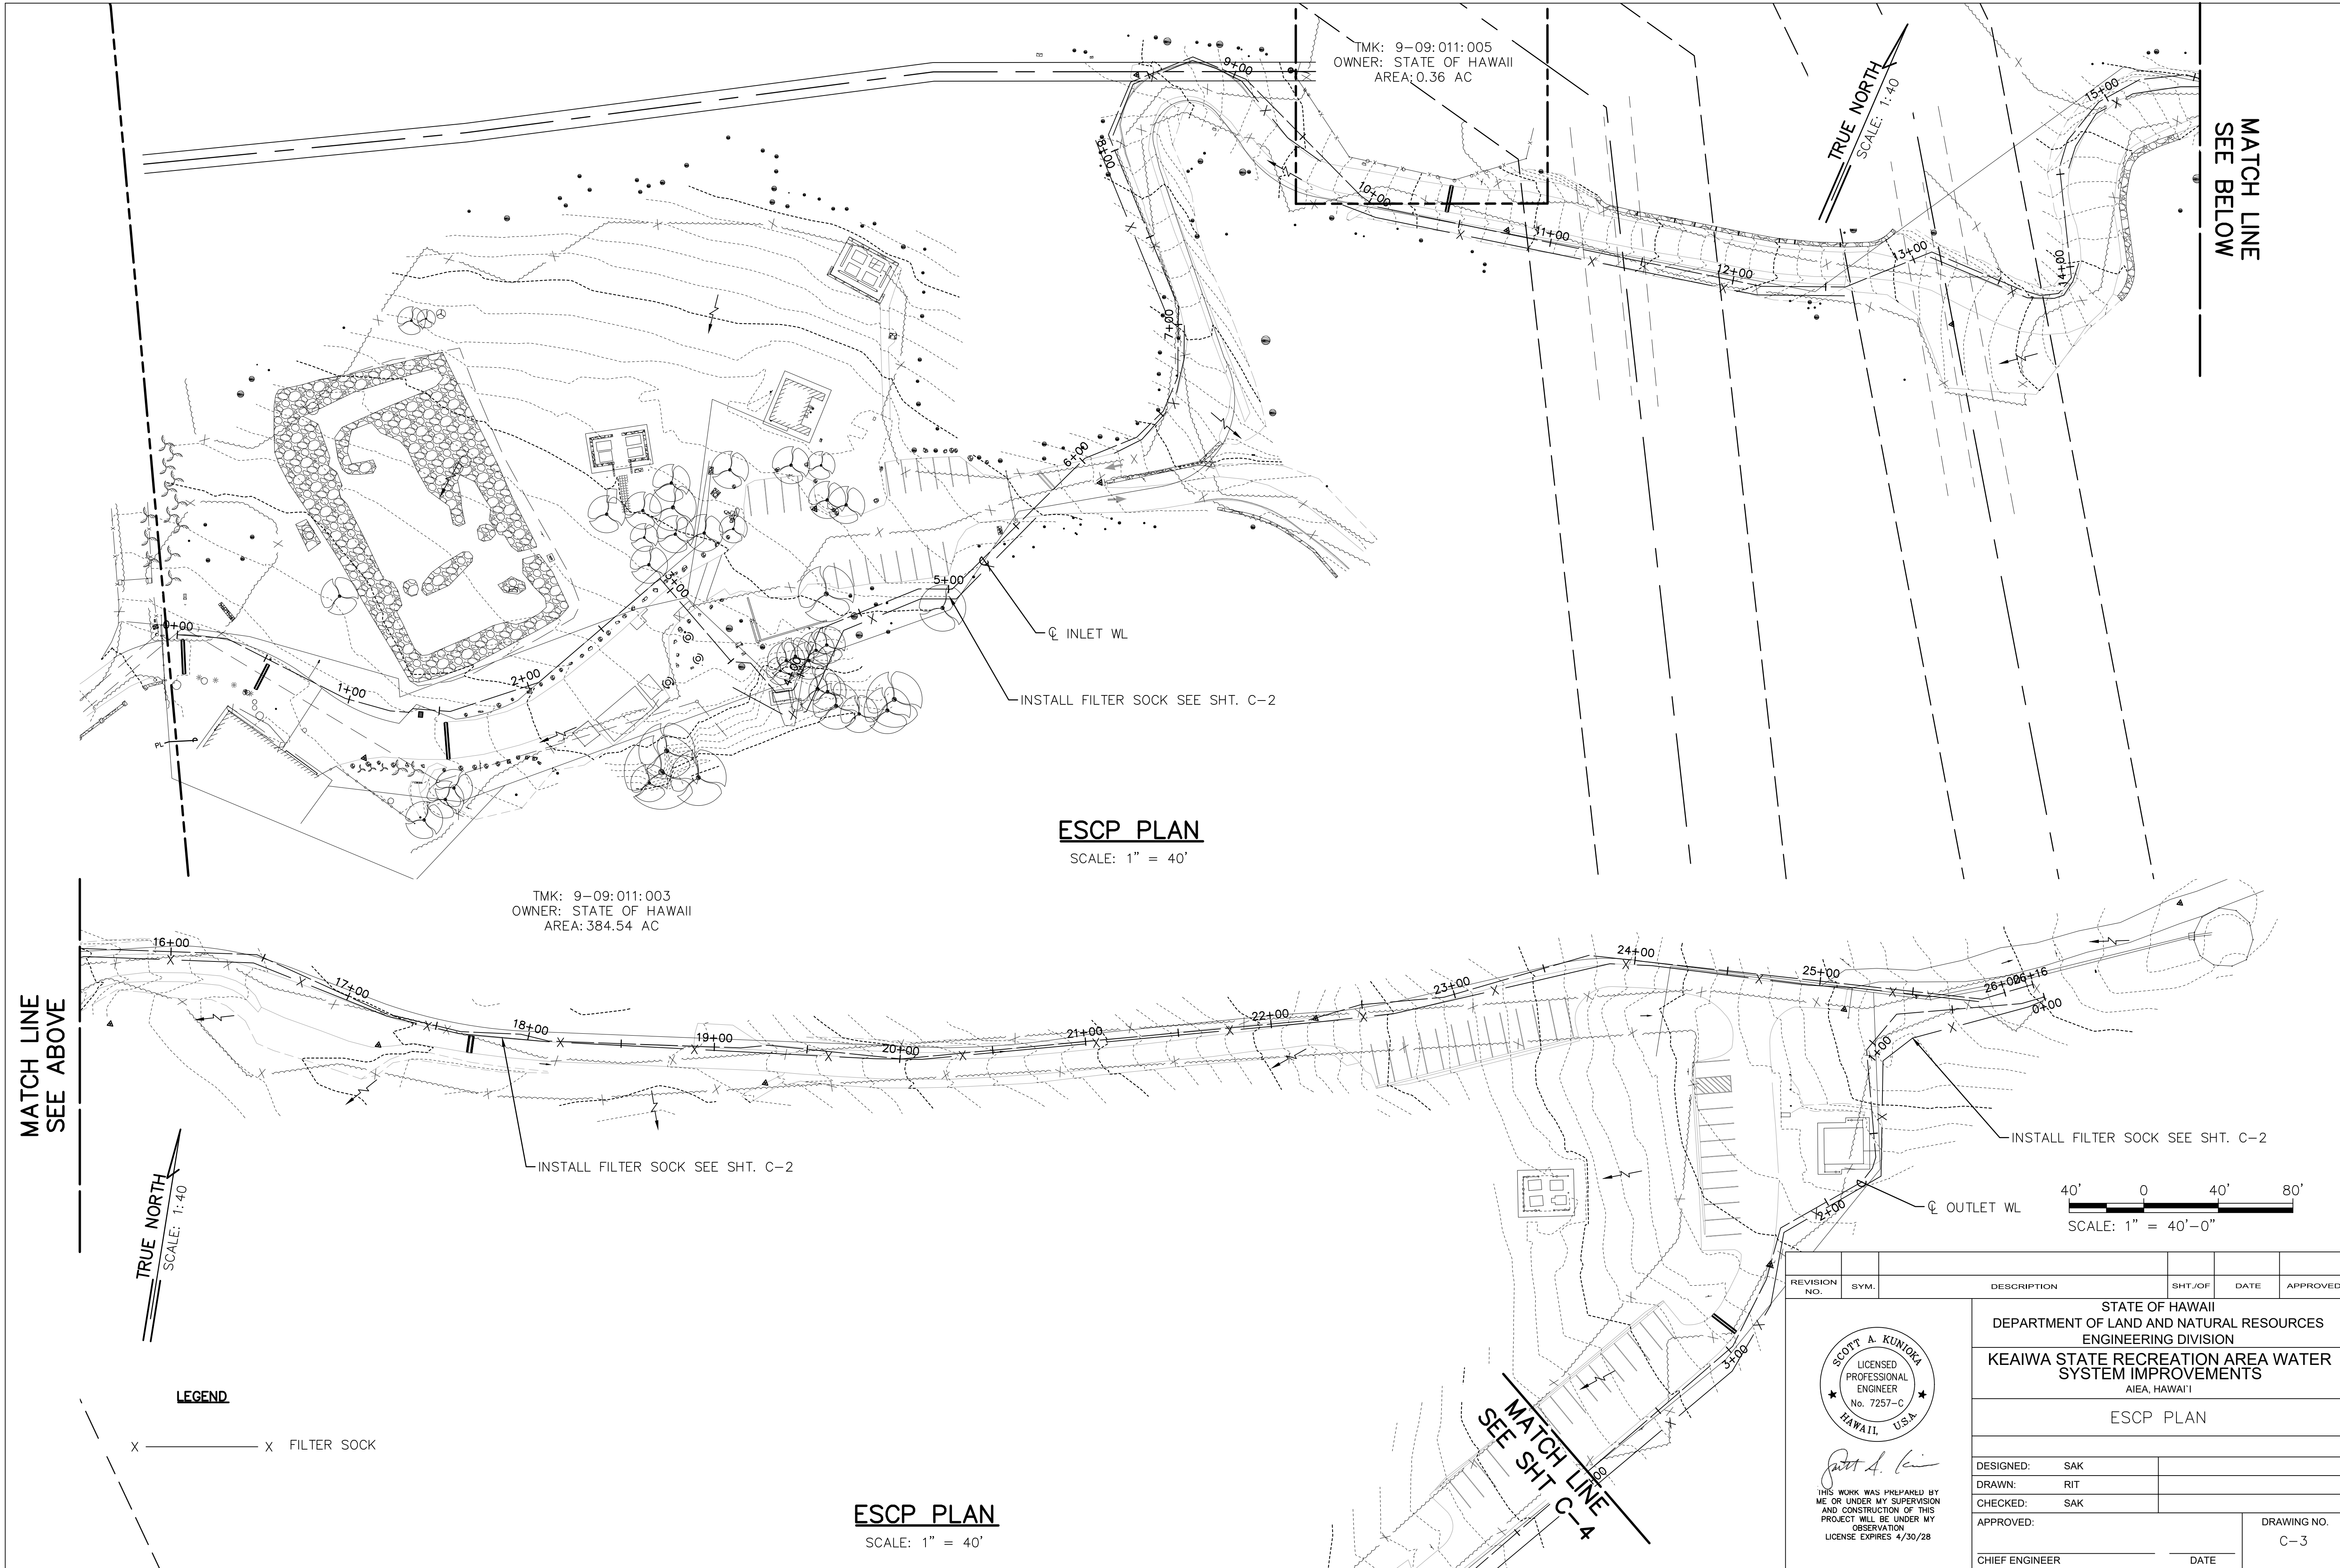 TMK: 9-09:011:005
OWNER: STATE OF HAWAII
AREA:0.36 AC
TRUE NORTH
SCALE: 1:40
MATCH LINE
SEE BELOW
0+00
1+00
2+00
3+00
4+00
5+00
6+00
7+00
8+00
9+00
10+00
11+00
12+00
13+00
14+00
15+00
PL
℄ INLET WL
INSTALL FILTER SOCK SEE SHT. C-2
ESCP PLAN
SCALE: 1" = 40'
TMK: 9-09:011:003
OWNER: STATE OF HAWAII
AREA:384.54 AC
MATCH LINE
SEE ABOVE
16+00
17+00
18+00
19+00
20+00
21+00
22+00
23+00
24+00
25+00
26+00
26+16
0+00
1+00
2+00
3+00
INSTALL FILTER SOCK SEE SHT. C-2
INSTALL FILTER SOCK SEE SHT. C-2
℄ OUTLET WL
40' 0 40' 80'
SCALE: 1" = 40'-0"
TRUE NORTH
SCALE: 1:40
LEGEND
X X FILTER SOCK
MATCH LINE
SEE SHT C-4
ESCP PLAN
SCALE: 1" = 40'
REVISION NO. SYM. DESCRIPTION SHT./OF DATE APPROVED
STATE OF HAWAII
DEPARTMENT OF LAND AND NATURAL RESOURCES
ENGINEERING DIVISION
KEAIWA STATE RECREATION AREA WATER
SYSTEM IMPROVEMENTS
AIEA, HAWAI`I
ESCP PLAN
SCOTT A. KUNIOKA
LICENSED
PROFESSIONAL
ENGINEER
No. 7257-C
HAWAII, U.S.A.
THIS WORK WAS PREPARED BY
ME OR UNDER MY SUPERVISION
AND CONSTRUCTION OF THIS
PROJECT WILL BE UNDER MY
OBSERVATION
LICENSE EXPIRES 4/30/28
DESIGNED: SAK
DRAWN: RIT
CHECKED: SAK
APPROVED:
CHIEF ENGINEER DATE
DRAWING NO.
C-3